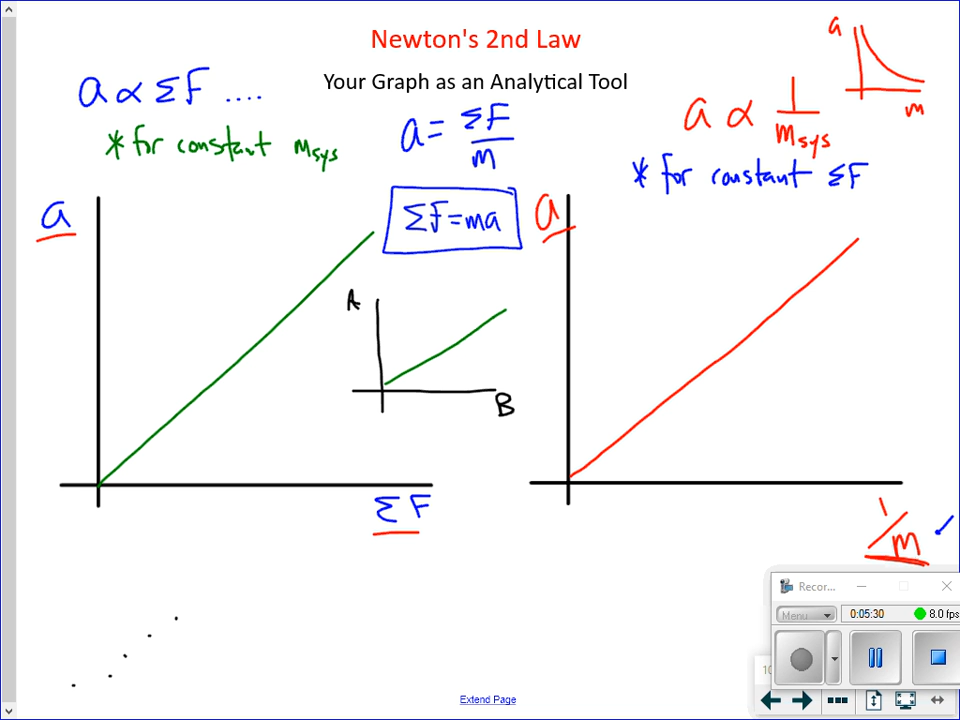 Newton's 2nd Law
Your Graph as an Analytical Tool
a ∝ ΣF ....
* for constant msys
a = ΣF/m
ΣF = ma
a ∝ 1/msys
* for constant ΣF
a
m
a
ΣF
A
B
a
1/m
Recor...
Menu
0:05:30
8.0 fps
10
Extend Page